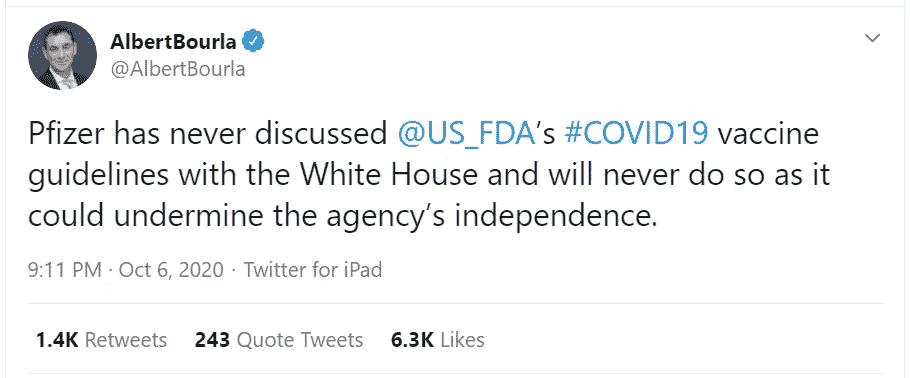 AlbertBourla
@AlbertBourla
Pfizer has never discussed @US_FDA's #COVID19 vaccine
guidelines with the White House and will never do so as it
could undermine the agency's independence.
9:11 PM · Oct 6, 2020 · Twitter for iPad
1.4K Retweets 243 Quote Tweets 6.3K Likes